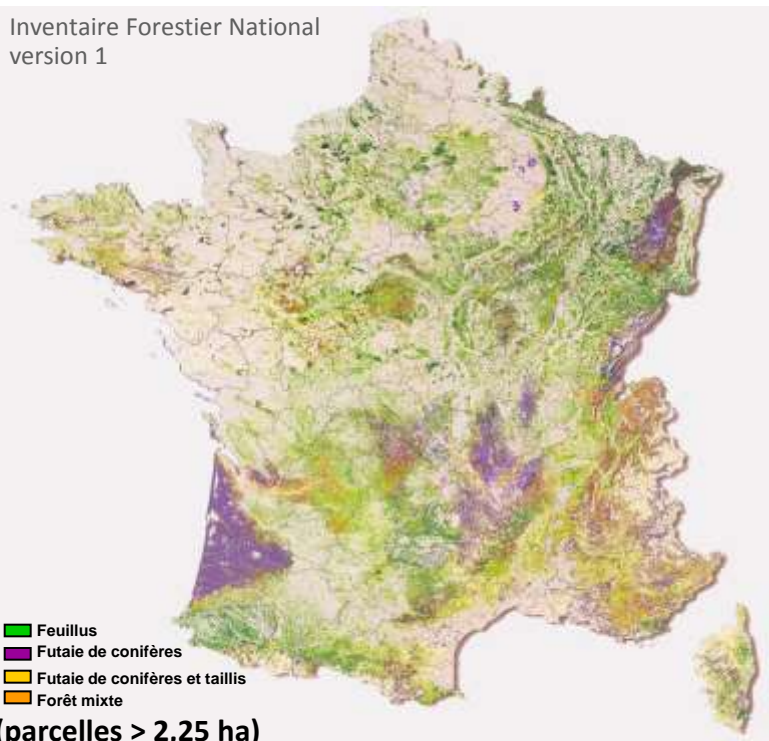 Inventaire Forestier National
version 1
Feuillus
Futaie de conifères
Futaie de conifères et taillis
Forêt mixte
(parcelles > 2,25 ha)